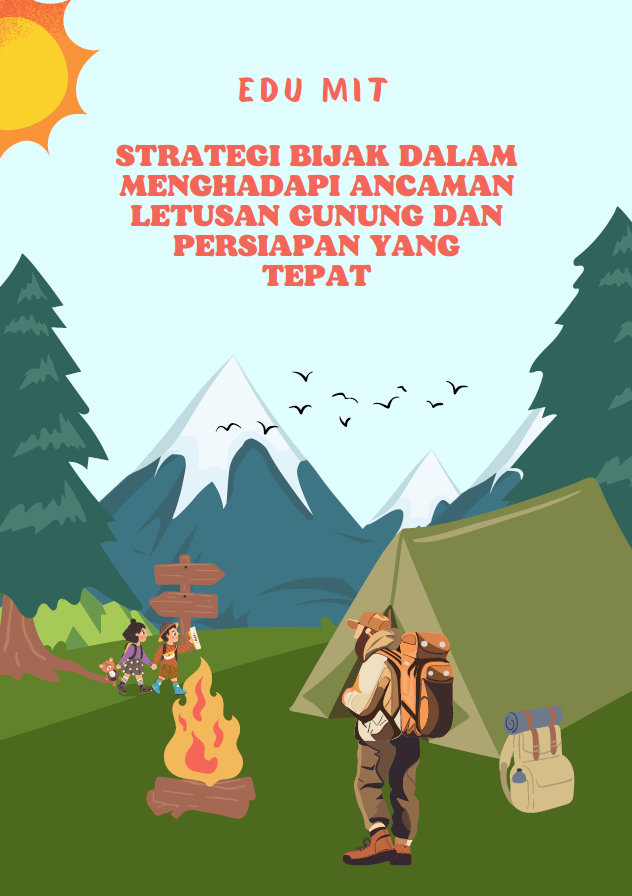 EDU MIT
STRATEGI BIJAK DALAM
MENGHADAPI ANCAMAN
LETUSAN GUNUNG DAN
PERSIAPAN YANG
TEPAT